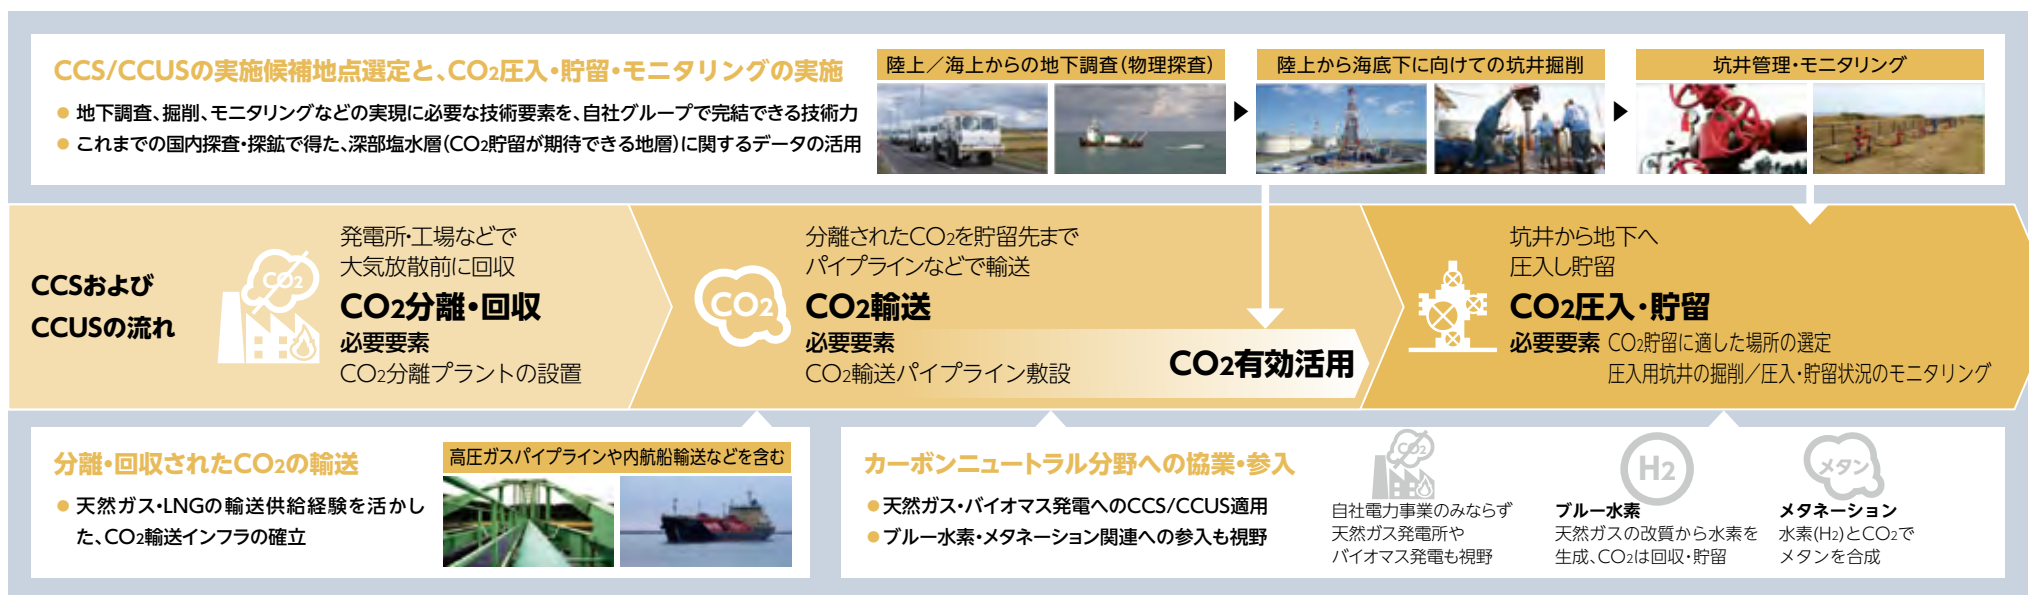 CCS/CCUSの実施候補地点選定と、CO2圧入・貯留・モニタリングの実施
● 地下調査、掘削、モニタリングなどの実現に必要な技術要素を、自社グループで完結できる技術力
● これまでの国内探査・探鉱で得た、深部塩水層(CO2貯留が期待できる地層)に関するデータの活用
陸上／海上からの地下調査(物理探査)
陸上から海底下に向けての坑井掘削
坑井管理・モニタリング
CCSおよび
CCUSの流れ
CO2
発電所・工場などで
大気放散前に回収
CO2分離・回収
必要要素
CO2分離プラントの設置
CO2
分離されたCO2を貯留先まで
パイプラインなどで輸送
CO2輸送
必要要素
CO2輸送パイプライン敷設
CO2有効活用
坑井から地下へ
圧入し貯留
CO2圧入・貯留
必要要素 CO2貯留に適した場所の選定
圧入用坑井の掘削／圧入・貯留状況のモニタリング
分離・回収されたCO2の輸送
● 天然ガス・LNGの輸送供給経験を活かし
た、CO2輸送インフラの確立
高圧ガスパイプラインや内航船輸送などを含む
カーボンニュートラル分野への協業・参入
● 天然ガス・バイオマス発電へのCCS/CCUS適用
● ブルー水素・メタネーション関連への参入も視野
CO2
自社電力事業のみならず
天然ガス発電所や
バイオマス発電も視野
H2
ブルー水素
天然ガスの改質から水素を
生成、CO2は回収・貯留
メタン
メタネーション
水素(H2)とCO2で
メタンを合成